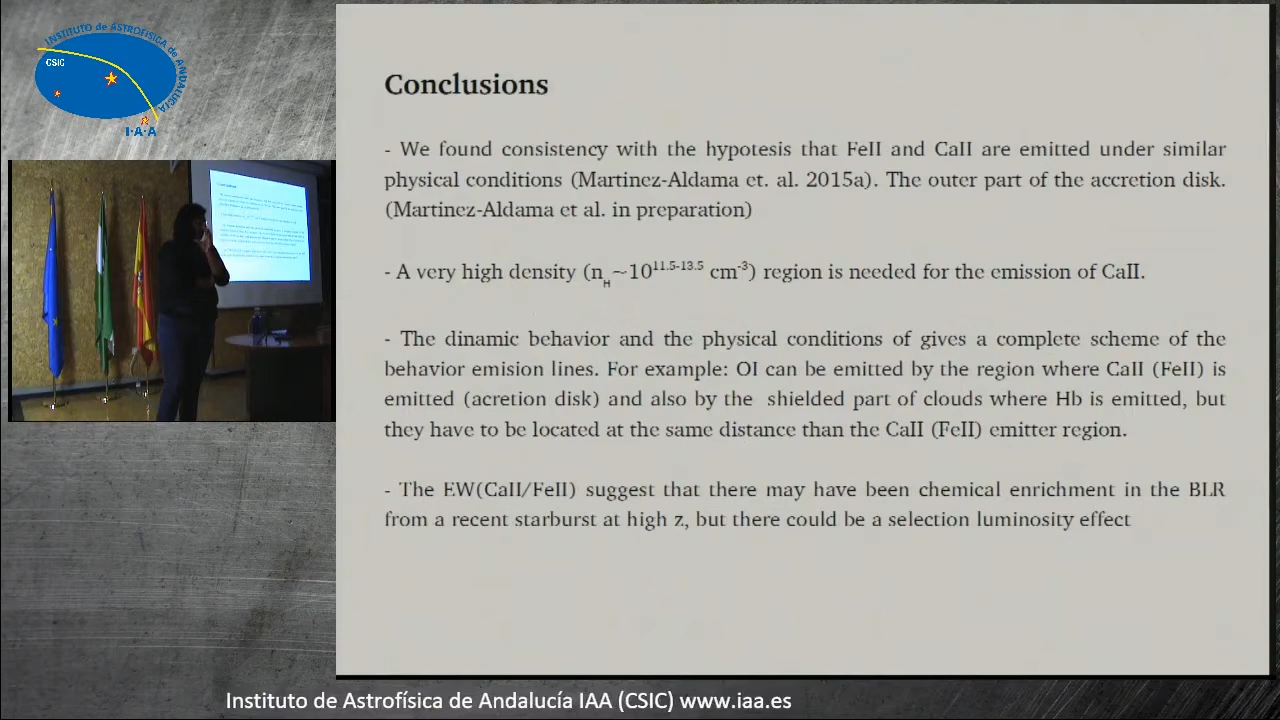 INSTITUTO de ASTROFÍSICA de ANDALUCÍA
CSIC
I·A·A
Conclusions
- We found consistency with the hypotesis that FeII and CaII are emitted under similar
physical conditions (Martinez-Aldama et. al. 2015a). The outer part of the accretion disk.
(Martinez-Aldama et al. in preparation)
- A very high density (nH~10^11.5-13.5 cm^-3) region is needed for the emission of CaII.
- The dinamic behavior and the physical conditions of gives a complete scheme of the
behavior emision lines. For example: OI can be emitted by the region where CaII (FeII) is
emitted (acretion disk) and also by the shielded part of clouds where Hb is emitted, but
they have to be located at the same distance than the CaII (FeII) emitter region.
- The EW(CaII/FeII) suggest that there may have been chemical enrichment in the BLR
from a recent starburst at high z, but there could be a selection luminosity effect
Instituto de Astrofísica de Andalucía IAA (CSIC) www.iaa.es